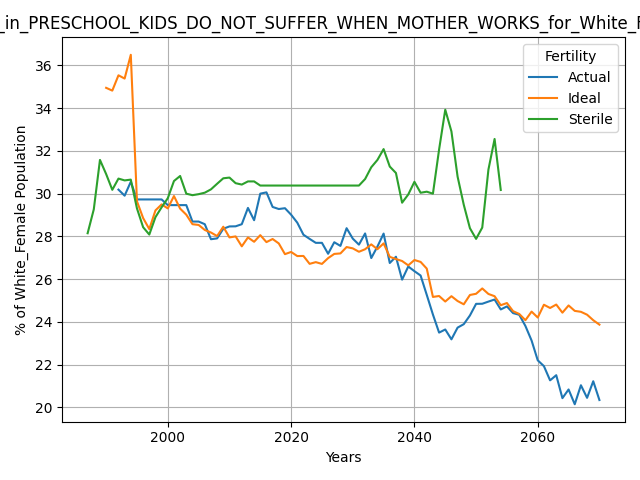 _in_PRESCHOOL_KIDS_DO_NOT_SUFFER_WHEN_MOTHER_WORKS_for_White_F
Fertility
Actual
Ideal
Sterile
% of White_Female Population
36
34
32
30
28
26
24
22
20
2000
2020
2040
2060
Years